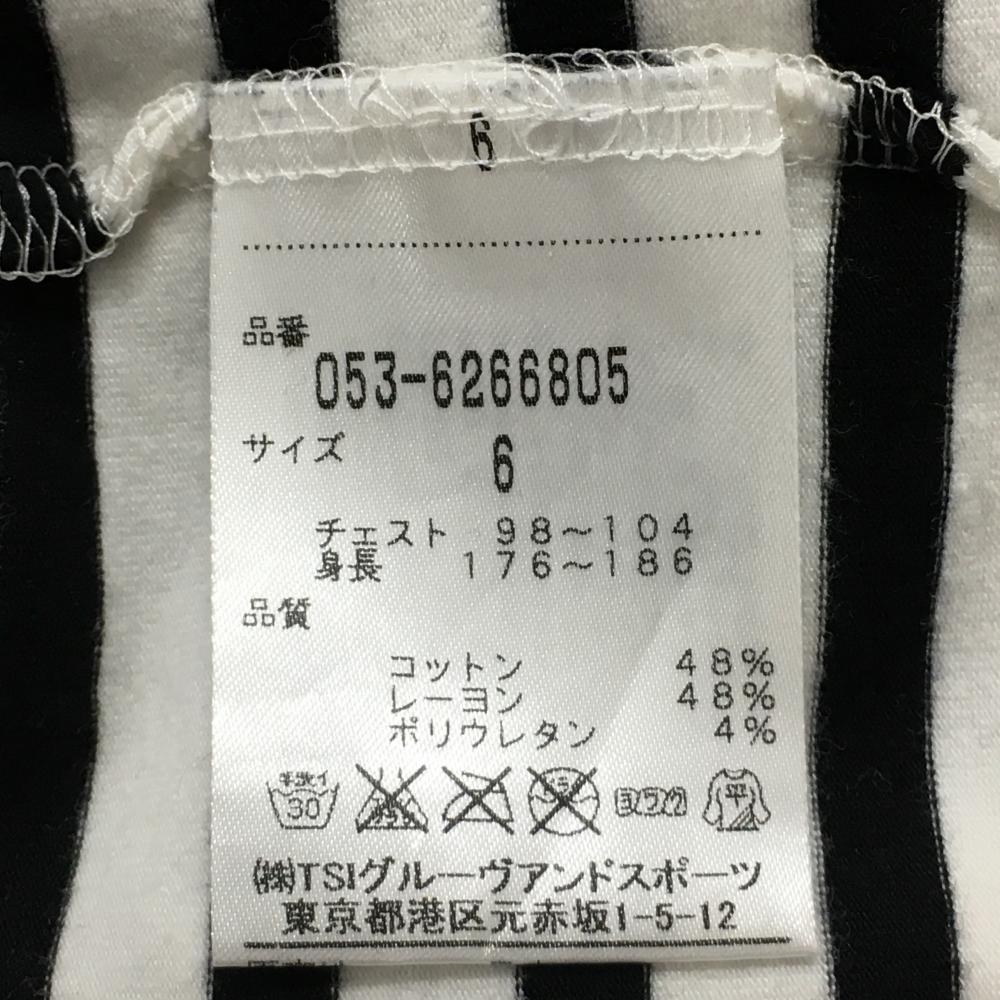 6
品番
053-6266805
サイズ 6
チェスト 98～104
身長 176～186
品質
コットン 48%
レーヨン 48%
ポリウレタン 4%
手洗イ
30
平
(株)TSIグルーヴアンドスポーツ
東京都港区元赤坂1-5-12